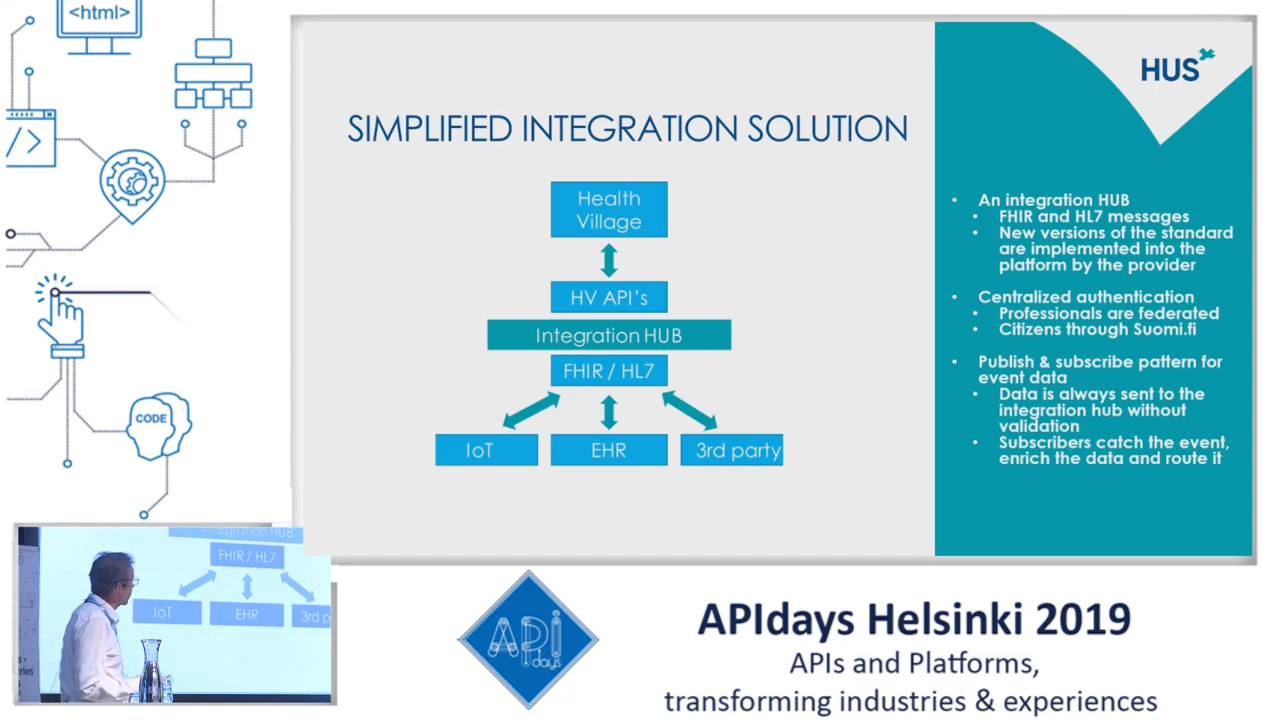 <html>
</>
CODE
HUS
SIMPLIFIED INTEGRATION SOLUTION
Health
Village
HV API's
Integration HUB
FHIR / HL7
IoT
EHR
3rd party
• An integration HUB
• FHIR and HL7 messages
• New versions of the standard
are implemented into the
platform by the provider
• Centralized authentication
• Professionals are federated
• Citizens through Suomi.fi
• Publish & subscribe pattern for
event data
• Data is always sent to the
integration hub without
validation
• Subscribers catch the event,
enrich the data and route it
Integration HUB
FHIR / HL7
IoT
EHR
3rd p
API
days
APIdays Helsinki 2019
APIs and Platforms,
transforming industries & experiences